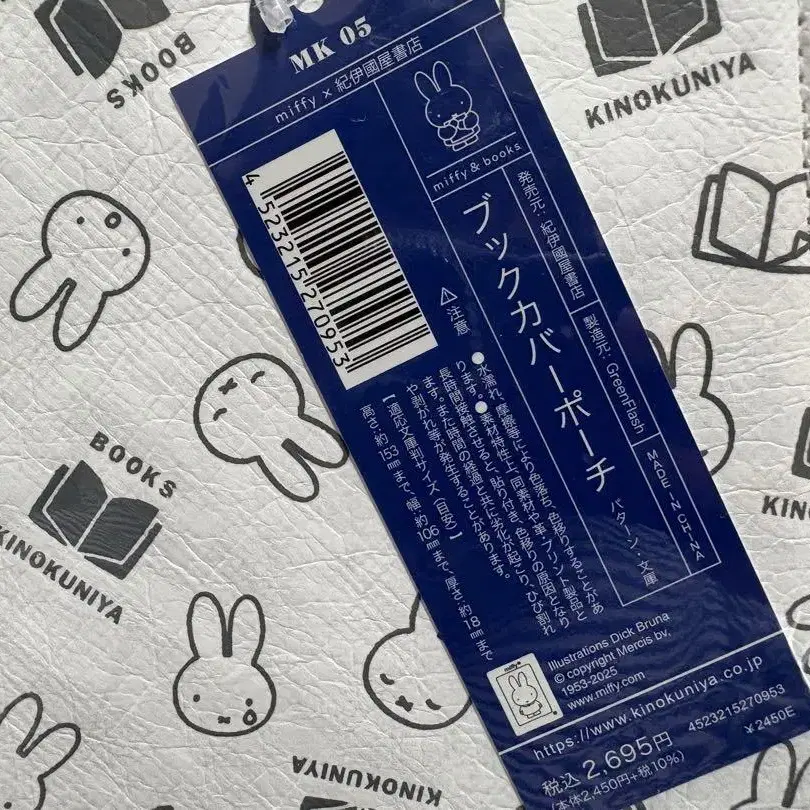 MK 05
miffy × 紀伊國屋書店
4 523215 270953
miffy & books
ブックカバーポーチ
パターン・文庫
発売元：紀伊國屋書店
製造元：GreenFlash
MADE IN CHINA
⚠注意
●水濡れ、摩擦等により色落ち、色移りすることがあ
ります。●素材特性上、同素材や革・プリント製品と
長時間接触させると、貼り付き、色移りの原因となり
ます。また時間の経過と共に劣化が起こり、ひび割れ
や剥がれ等が発生することがあります。
【適応文庫判サイズ（目安）】
高さ：約153mmまで、幅：約106mmまで、厚さ：約18mmまで
miffy
Illustrations Dick Bruna
© copyright Mercis bv,
1953-2025
www.miffy.com
https://www.kinokuniya.co.jp
税込 2,695円
(本体2,450円+税10%)
4523215270953
¥2450E
BOOKS
KINOKUNIYA
BOOKS
KINOKUNIYA
KINOKUNIYA
KIN